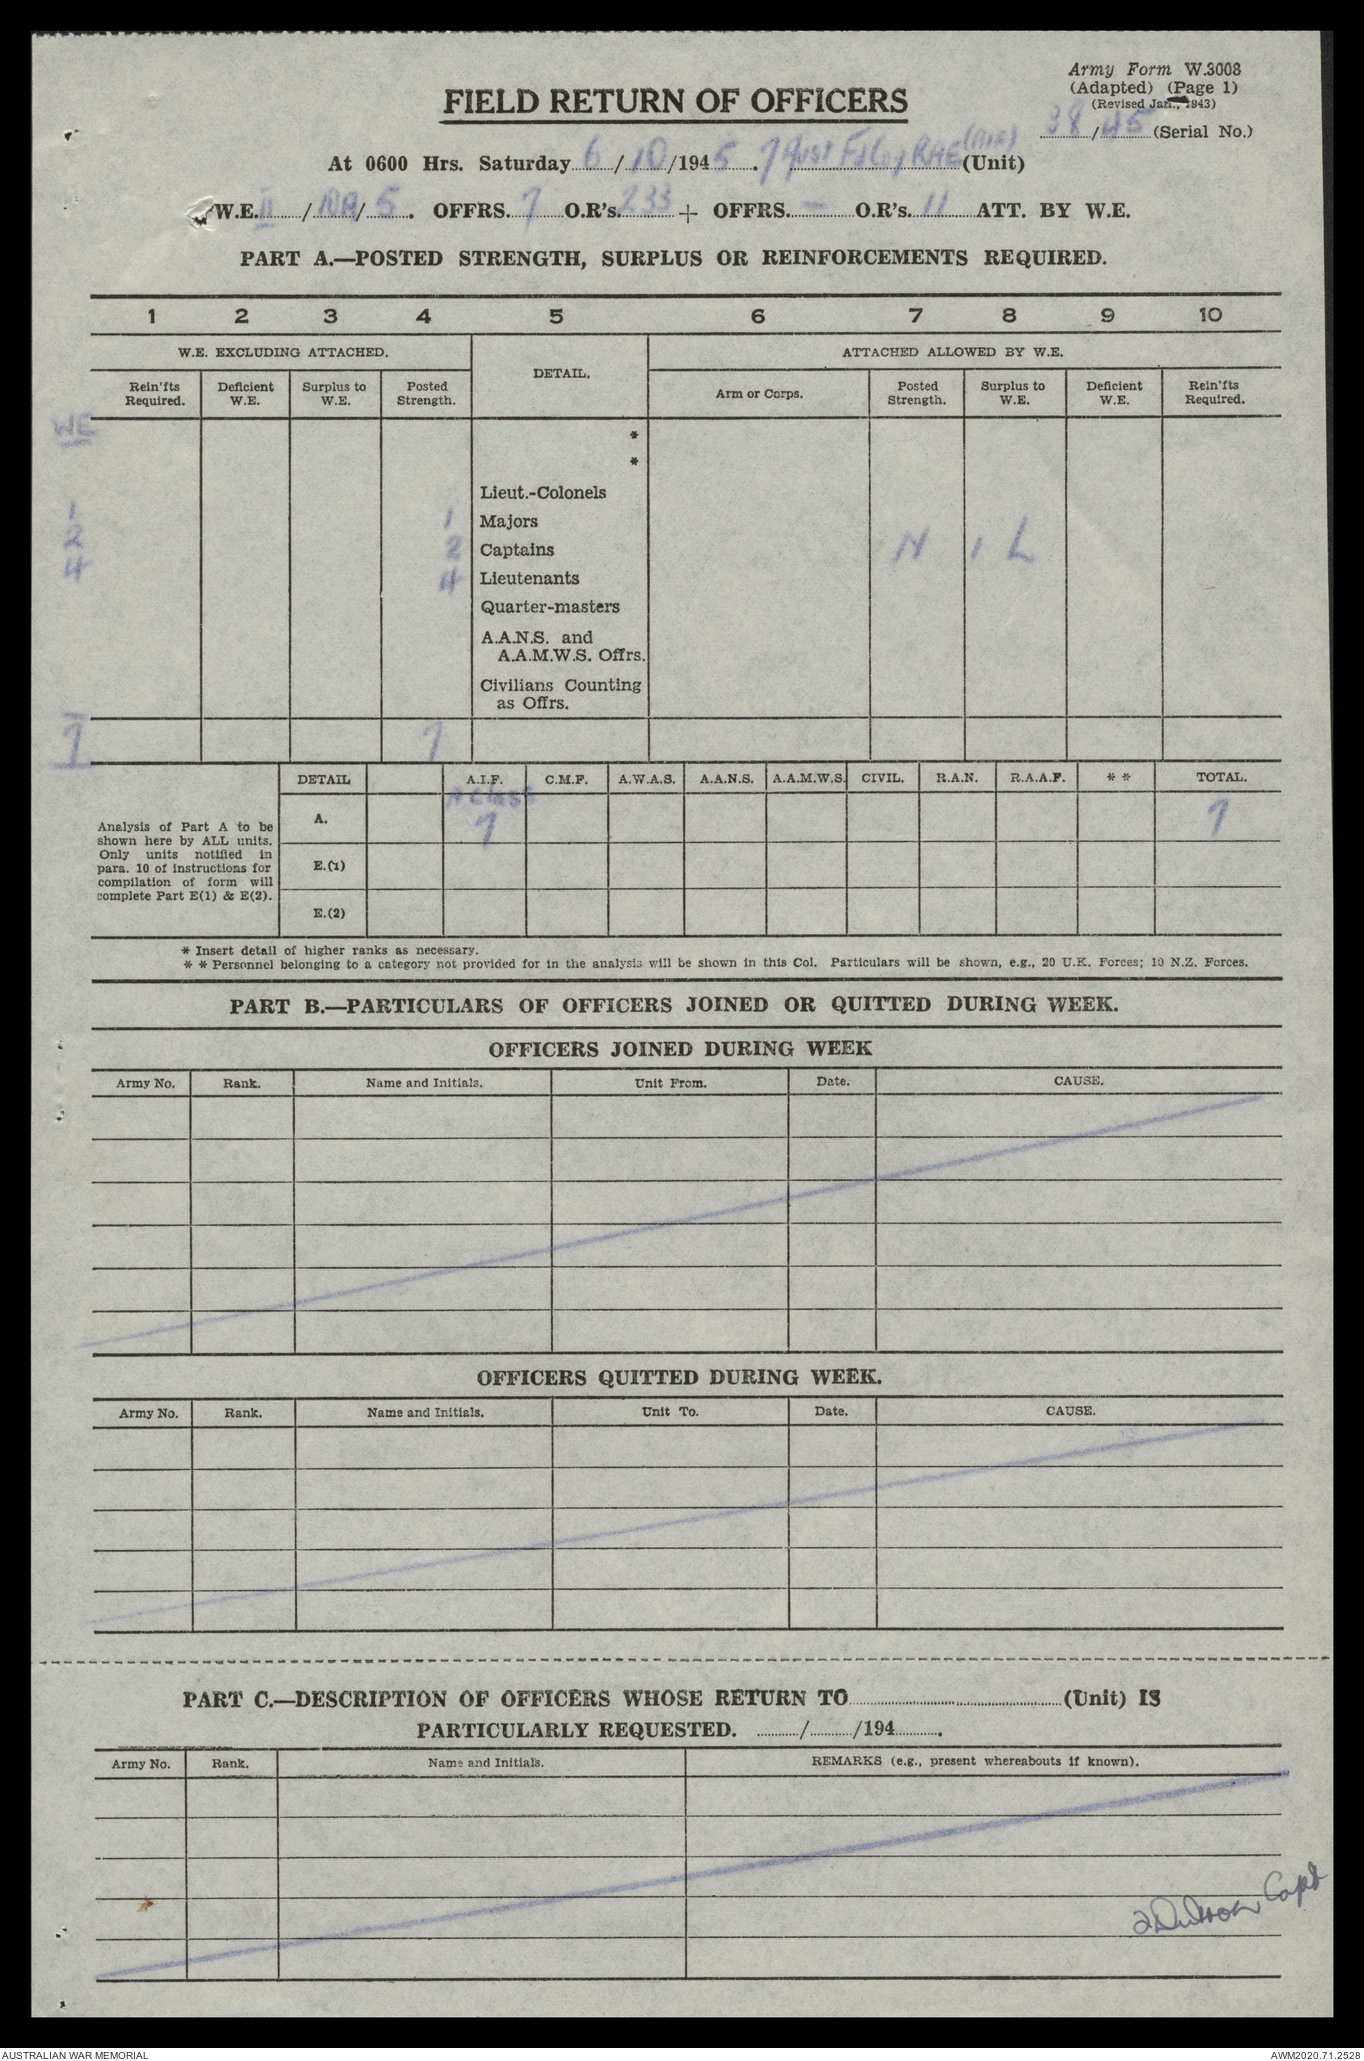 Army Form W.3008
(Adapted) (Page 1)
(Revised Jan., 1943)
38/45 (Serial No.)
FIELD RETURN OF OFFICERS
At 0600 Hrs. Saturday 6/10/1945. 7 Aust Fd Coy RAE (AIF) (Unit)
W.E. II / / 5. OFFRS. 7 O.R's. 233 + OFFRS. — O.R's. 11 ATT. BY W.E.
PART A.—POSTED STRENGTH, SURPLUS OR REINFORCEMENTS REQUIRED.
1 2 3 4 5 6 7 8 9 10
W.E. EXCLUDING ATTACHED. DETAIL. ATTACHED ALLOWED BY W.E.
Rein'fts Required. Deficient W.E. Surplus to W.E. Posted Strength. Arm or Corps. Posted Strength. Surplus to W.E. Deficient W.E. Rein'fts Required.
WE
*
*
Lieut.-Colonels
1 1 Majors
2 2 Captains N I L
4 4 Lieutenants
Quarter-masters
A.A.N.S. and
A.A.M.W.S. Offrs.
Civilians Counting
as Offrs.
7 7
DETAIL A.I.F. C.M.F. A.W.A.S. A.A.N.S. A.A.M.W.S. CIVIL. R.A.N. R.A.A.F. * * TOTAL.
A Class
A. 7 7
E.(1)
E.(2)
Analysis of Part A to be
shown here by ALL units.
Only units notified in
para. 10 of instructions for
compilation of form will
complete Part E(1) & E(2).
* Insert detail of higher ranks as necessary.
* * Personnel belonging to a category not provided for in the analysis will be shown in this Col. Particulars will be shown, e.g., 20 U.K. Forces; 10 N.Z. Forces.
PART B.—PARTICULARS OF OFFICERS JOINED OR QUITTED DURING WEEK.
OFFICERS JOINED DURING WEEK
Army No. Rank. Name and Initials. Unit From. Date. CAUSE.
OFFICERS QUITTED DURING WEEK.
Army No. Rank. Name and Initials. Unit To. Date. CAUSE.
PART C.—DESCRIPTION OF OFFICERS WHOSE RETURN TO (Unit) IS
PARTICULARLY REQUESTED. / /194 .
Army No. Rank. Name and Initials. REMARKS (e.g., present whereabouts if known).
Capt
AUSTRALIAN WAR MEMORIAL
AWM2020.71.2528